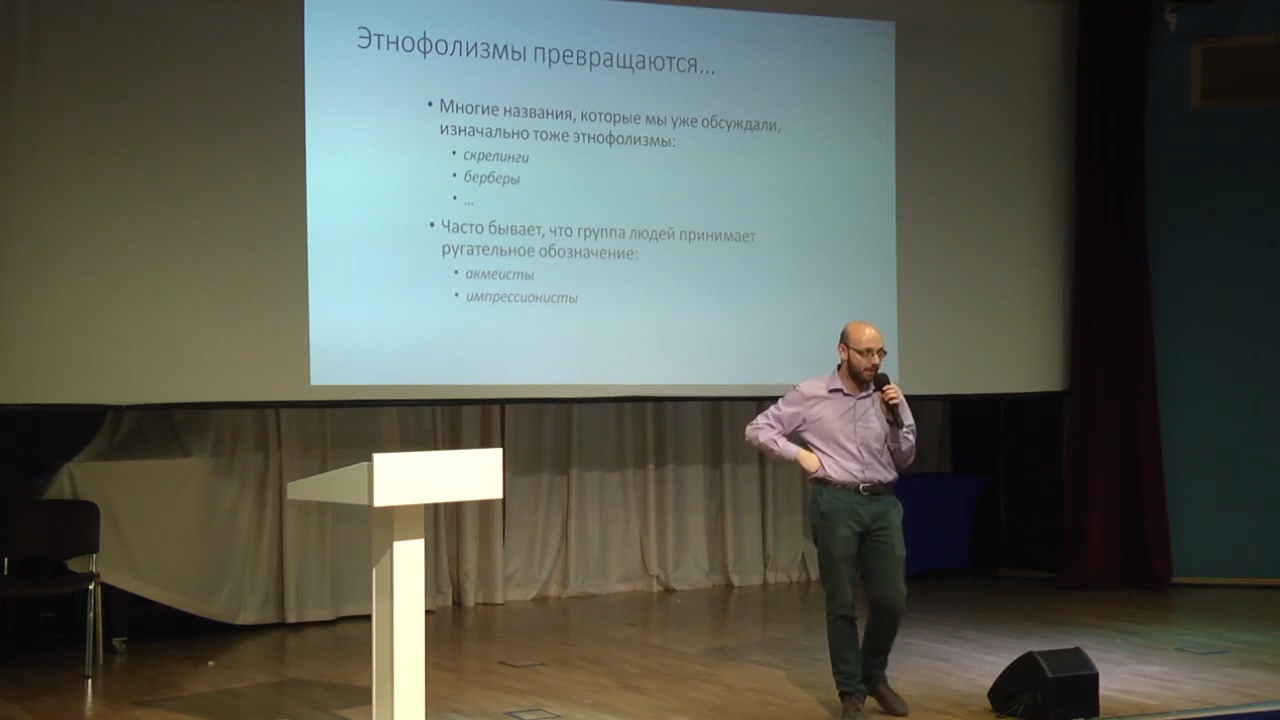 Этнофолизмы превращаются...
• Многие названия, которые мы уже обсуждали,
изначально тоже этнофолизмы:
• скрелинги
• берберы
• ...
• Часто бывает, что группа людей принимает
ругательное обозначение:
• акмеисты
• импрессионисты